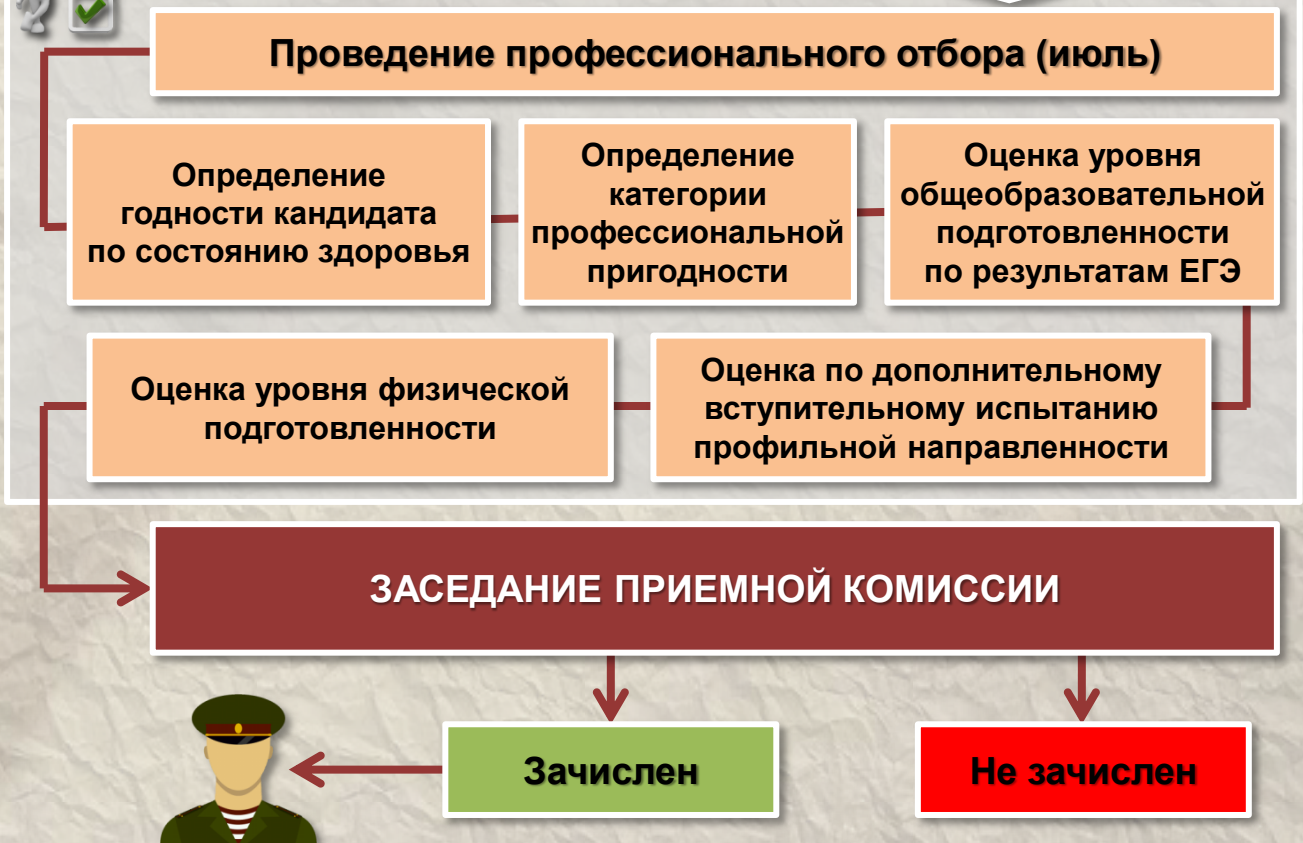 Проведение профессионального отбора (июль)
Определение
годности кандидата
по состоянию здоровья
Определение
категории
профессиональной
пригодности
Оценка уровня
общеобразовательной
подготовленности
по результатам ЕГЭ
Оценка уровня физической
подготовленности
Оценка по дополнительному
вступительному испытанию
профильной направленности
ЗАСЕДАНИЕ ПРИЕМНОЙ КОМИССИИ
Зачислен
Не зачислен